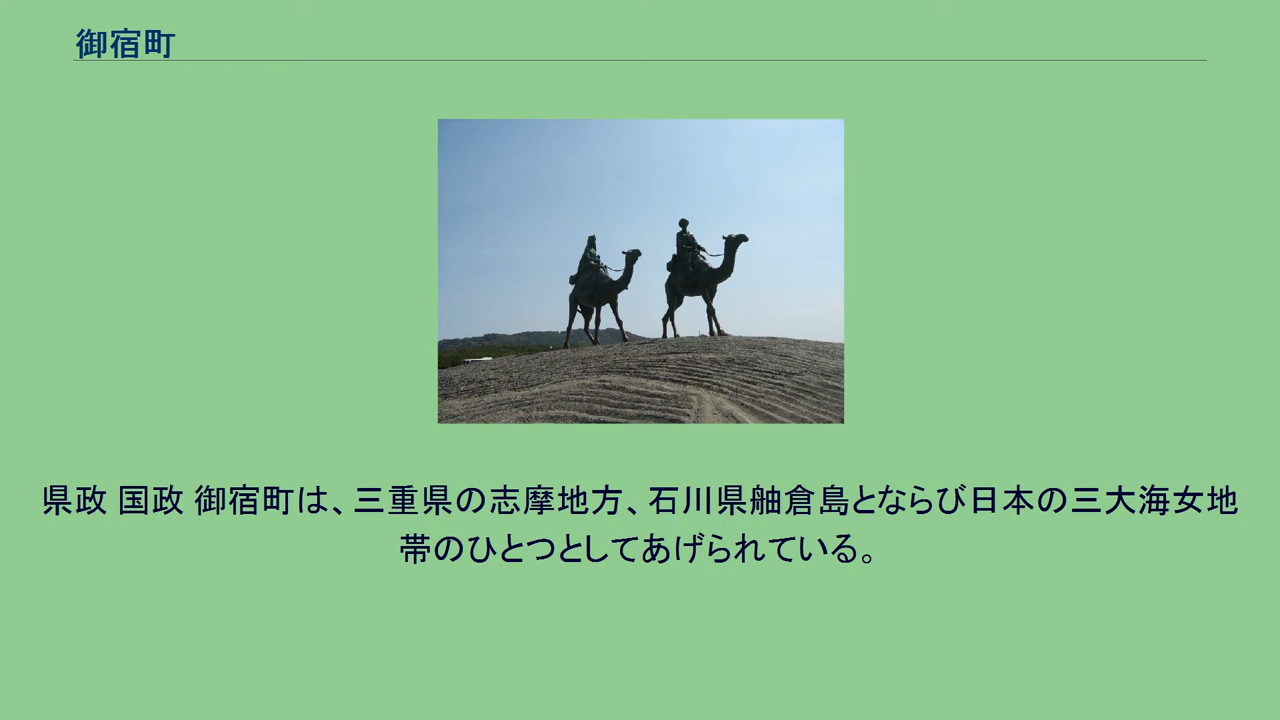 御宿町
県政 国政 御宿町は、三重県の志摩地方、石川県舳倉島とならび日本の三大海女地
帯のひとつとしてあげられている。